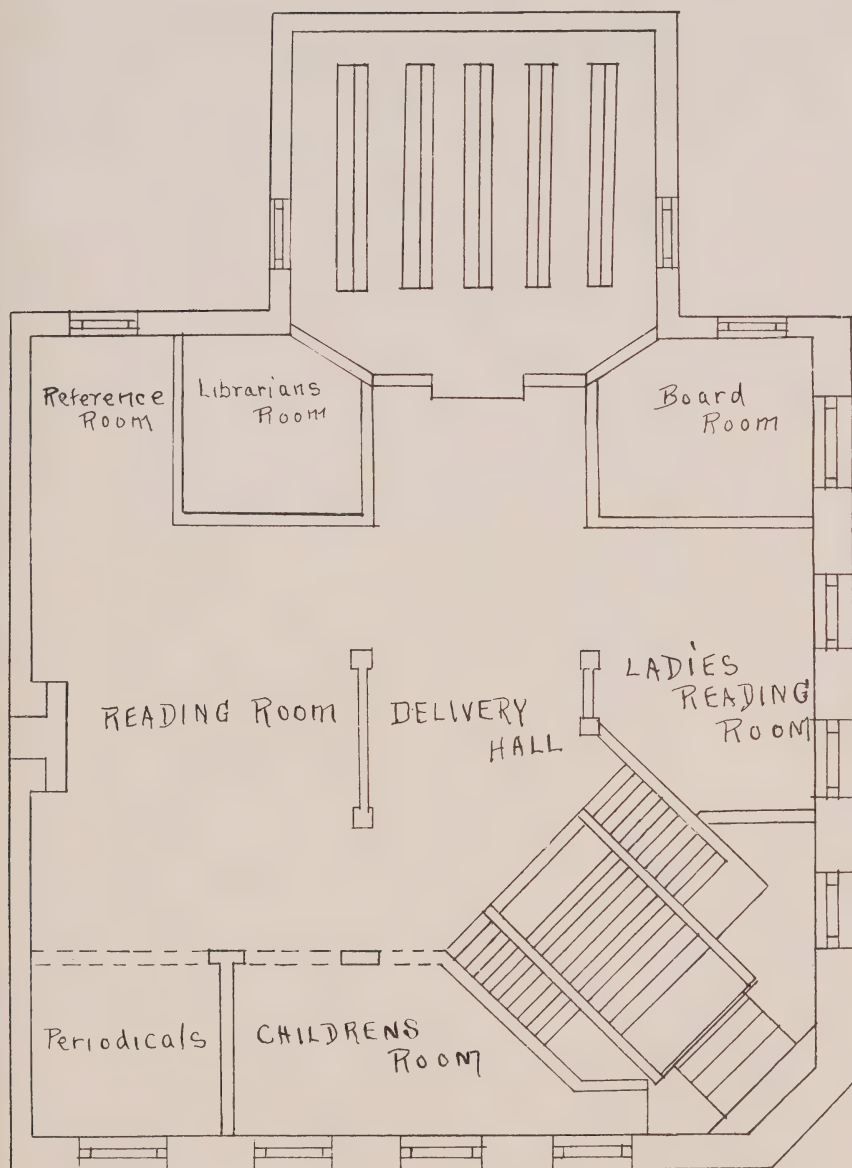 Reference
Room
Librarians
Room
Board
Room
READING ROOM
DELIVERY
HALL
LADIES
READING
ROOM
Periodicals
CHILDRENS
ROOM